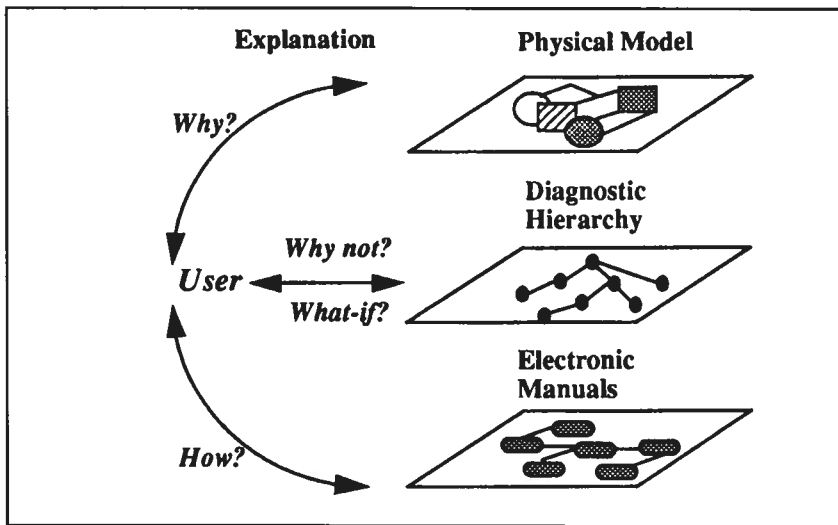 Explanation
Physical Model
Why?
Diagnostic
Hierarchy
Why not?
User
What-if?
Electronic
Manuals
How?